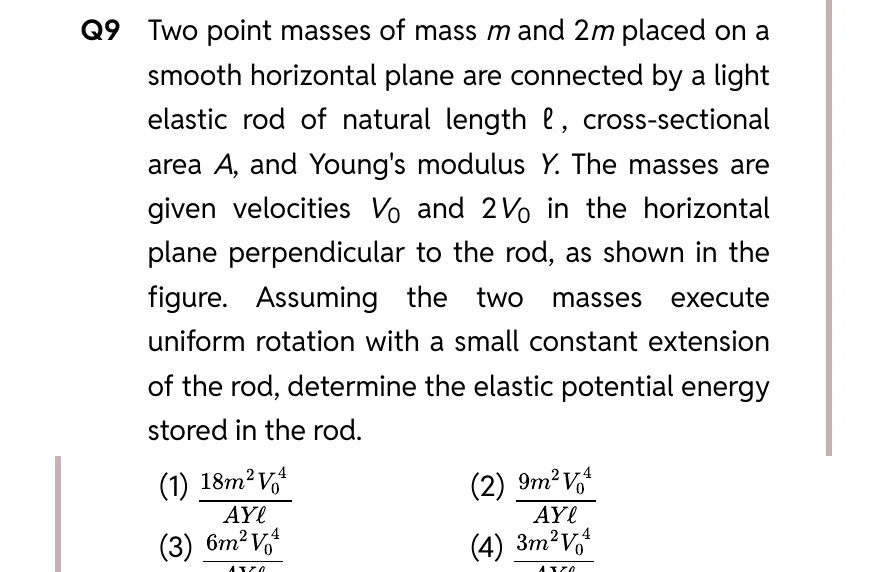 Q9 Two point masses of mass m and 2m placed on a
smooth horizontal plane are connected by a light
elastic rod of natural length ℓ, cross-sectional
area A, and Young's modulus Y. The masses are
given velocities V₀ and 2V₀ in the horizontal
plane perpendicular to the rod, as shown in the
figure. Assuming the two masses execute
uniform rotation with a small constant extension
of the rod, determine the elastic potential energy
stored in the rod.
(1) 18m²V₀⁴/AYℓ (2) 9m²V₀⁴/AYℓ
(3) 6m²V₀⁴/AYℓ (4) 3m²V₀⁴/AYℓ